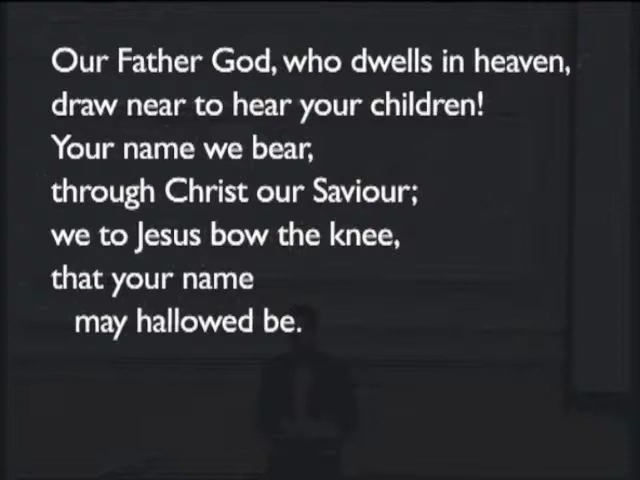 Our Father God, who dwells in heaven,
draw near to hear your children!
Your name we bear,
through Christ our Saviour;
we to Jesus bow the knee,
that your name
may hallowed be.